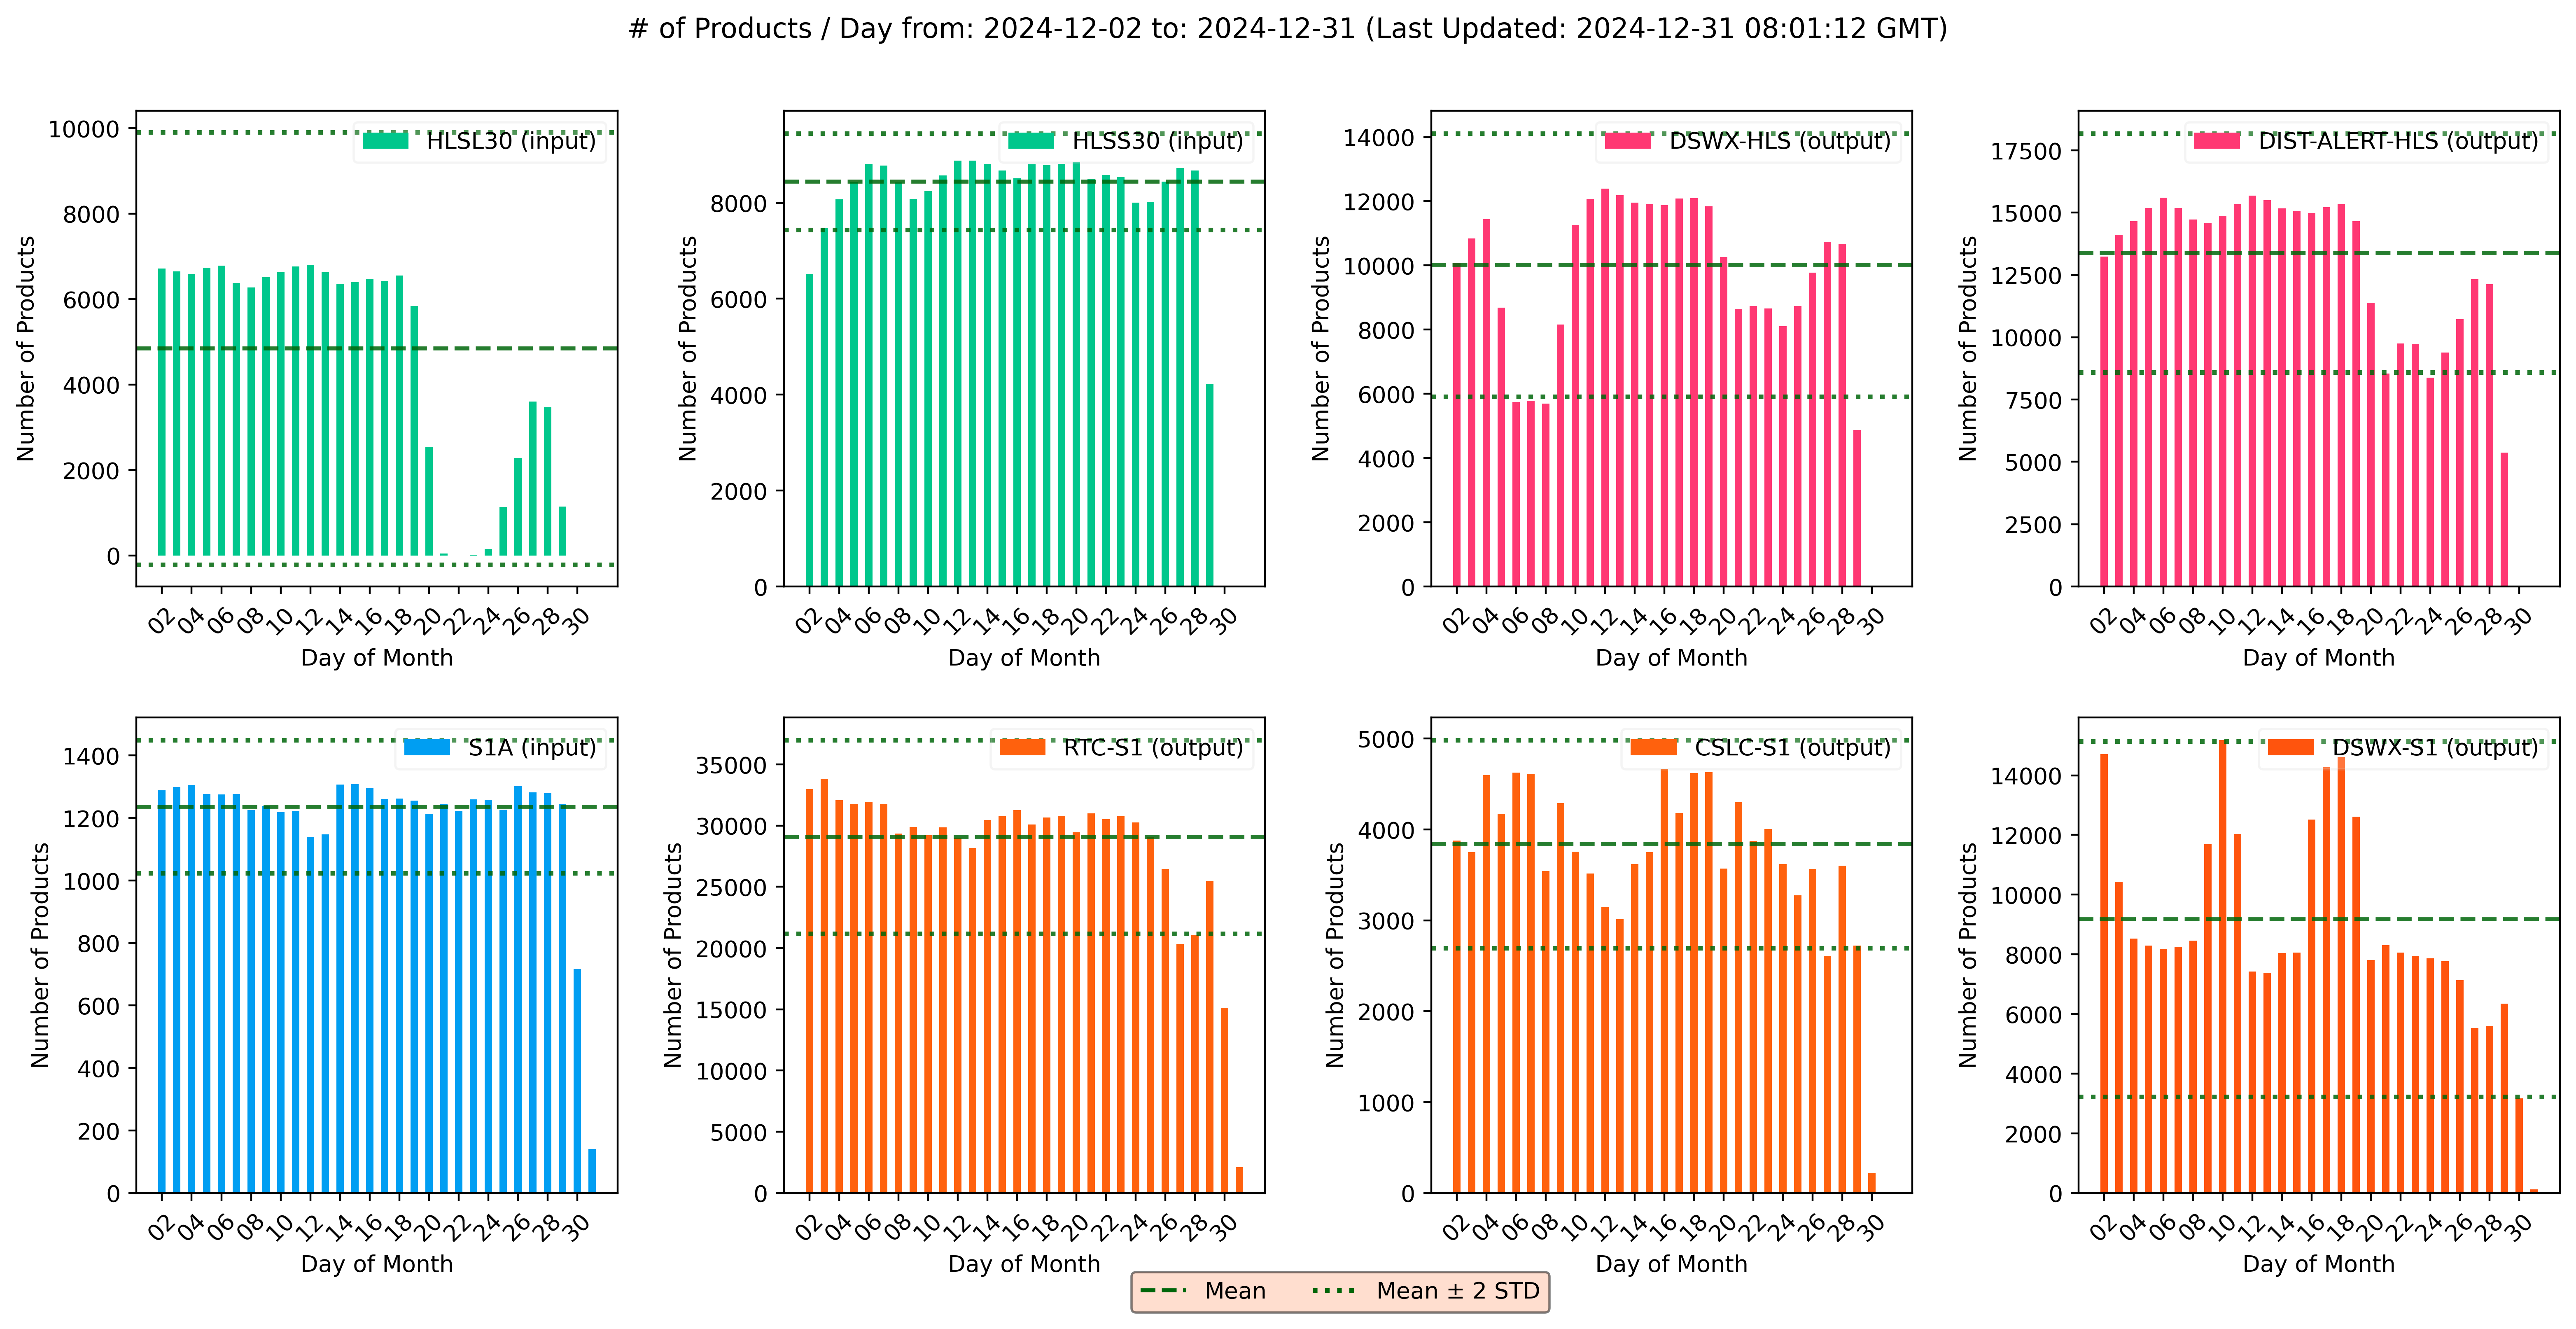 # of Products / Day from: 2024-12-02 to: 2024-12-31 (Last Updated: 2024-12-31 08:01:12 GMT)
HLSL30 (input)
Number of Products
10000
8000
6000
4000
2000
0
02 04 06 08 10 12 14 16 18 20 22 24 26 28 30
Day of Month
HLSS30 (input)
Number of Products
8000
6000
4000
2000
0
02 04 06 08 10 12 14 16 18 20 22 24 26 28 30
Day of Month
DSWX-HLS (output)
Number of Products
14000
12000
10000
8000
6000
4000
2000
0
02 04 06 08 10 12 14 16 18 20 22 24 26 28 30
Day of Month
DIST-ALERT-HLS (output)
Number of Products
17500
15000
12500
10000
7500
5000
2500
0
02 04 06 08 10 12 14 16 18 20 22 24 26 28 30
Day of Month
S1A (input)
Number of Products
1400
1200
1000
800
600
400
200
0
02 04 06 08 10 12 14 16 18 20 22 24 26 28 30
Day of Month
RTC-S1 (output)
Number of Products
35000
30000
25000
20000
15000
10000
5000
0
02 04 06 08 10 12 14 16 18 20 22 24 26 28 30
Day of Month
CSLC-S1 (output)
Number of Products
5000
4000
3000
2000
1000
0
02 04 06 08 10 12 14 16 18 20 22 24 26 28 30
Day of Month
DSWX-S1 (output)
Number of Products
14000
12000
10000
8000
6000
4000
2000
0
02 04 06 08 10 12 14 16 18 20 22 24 26 28 30
Day of Month
Mean Mean ± 2 STD